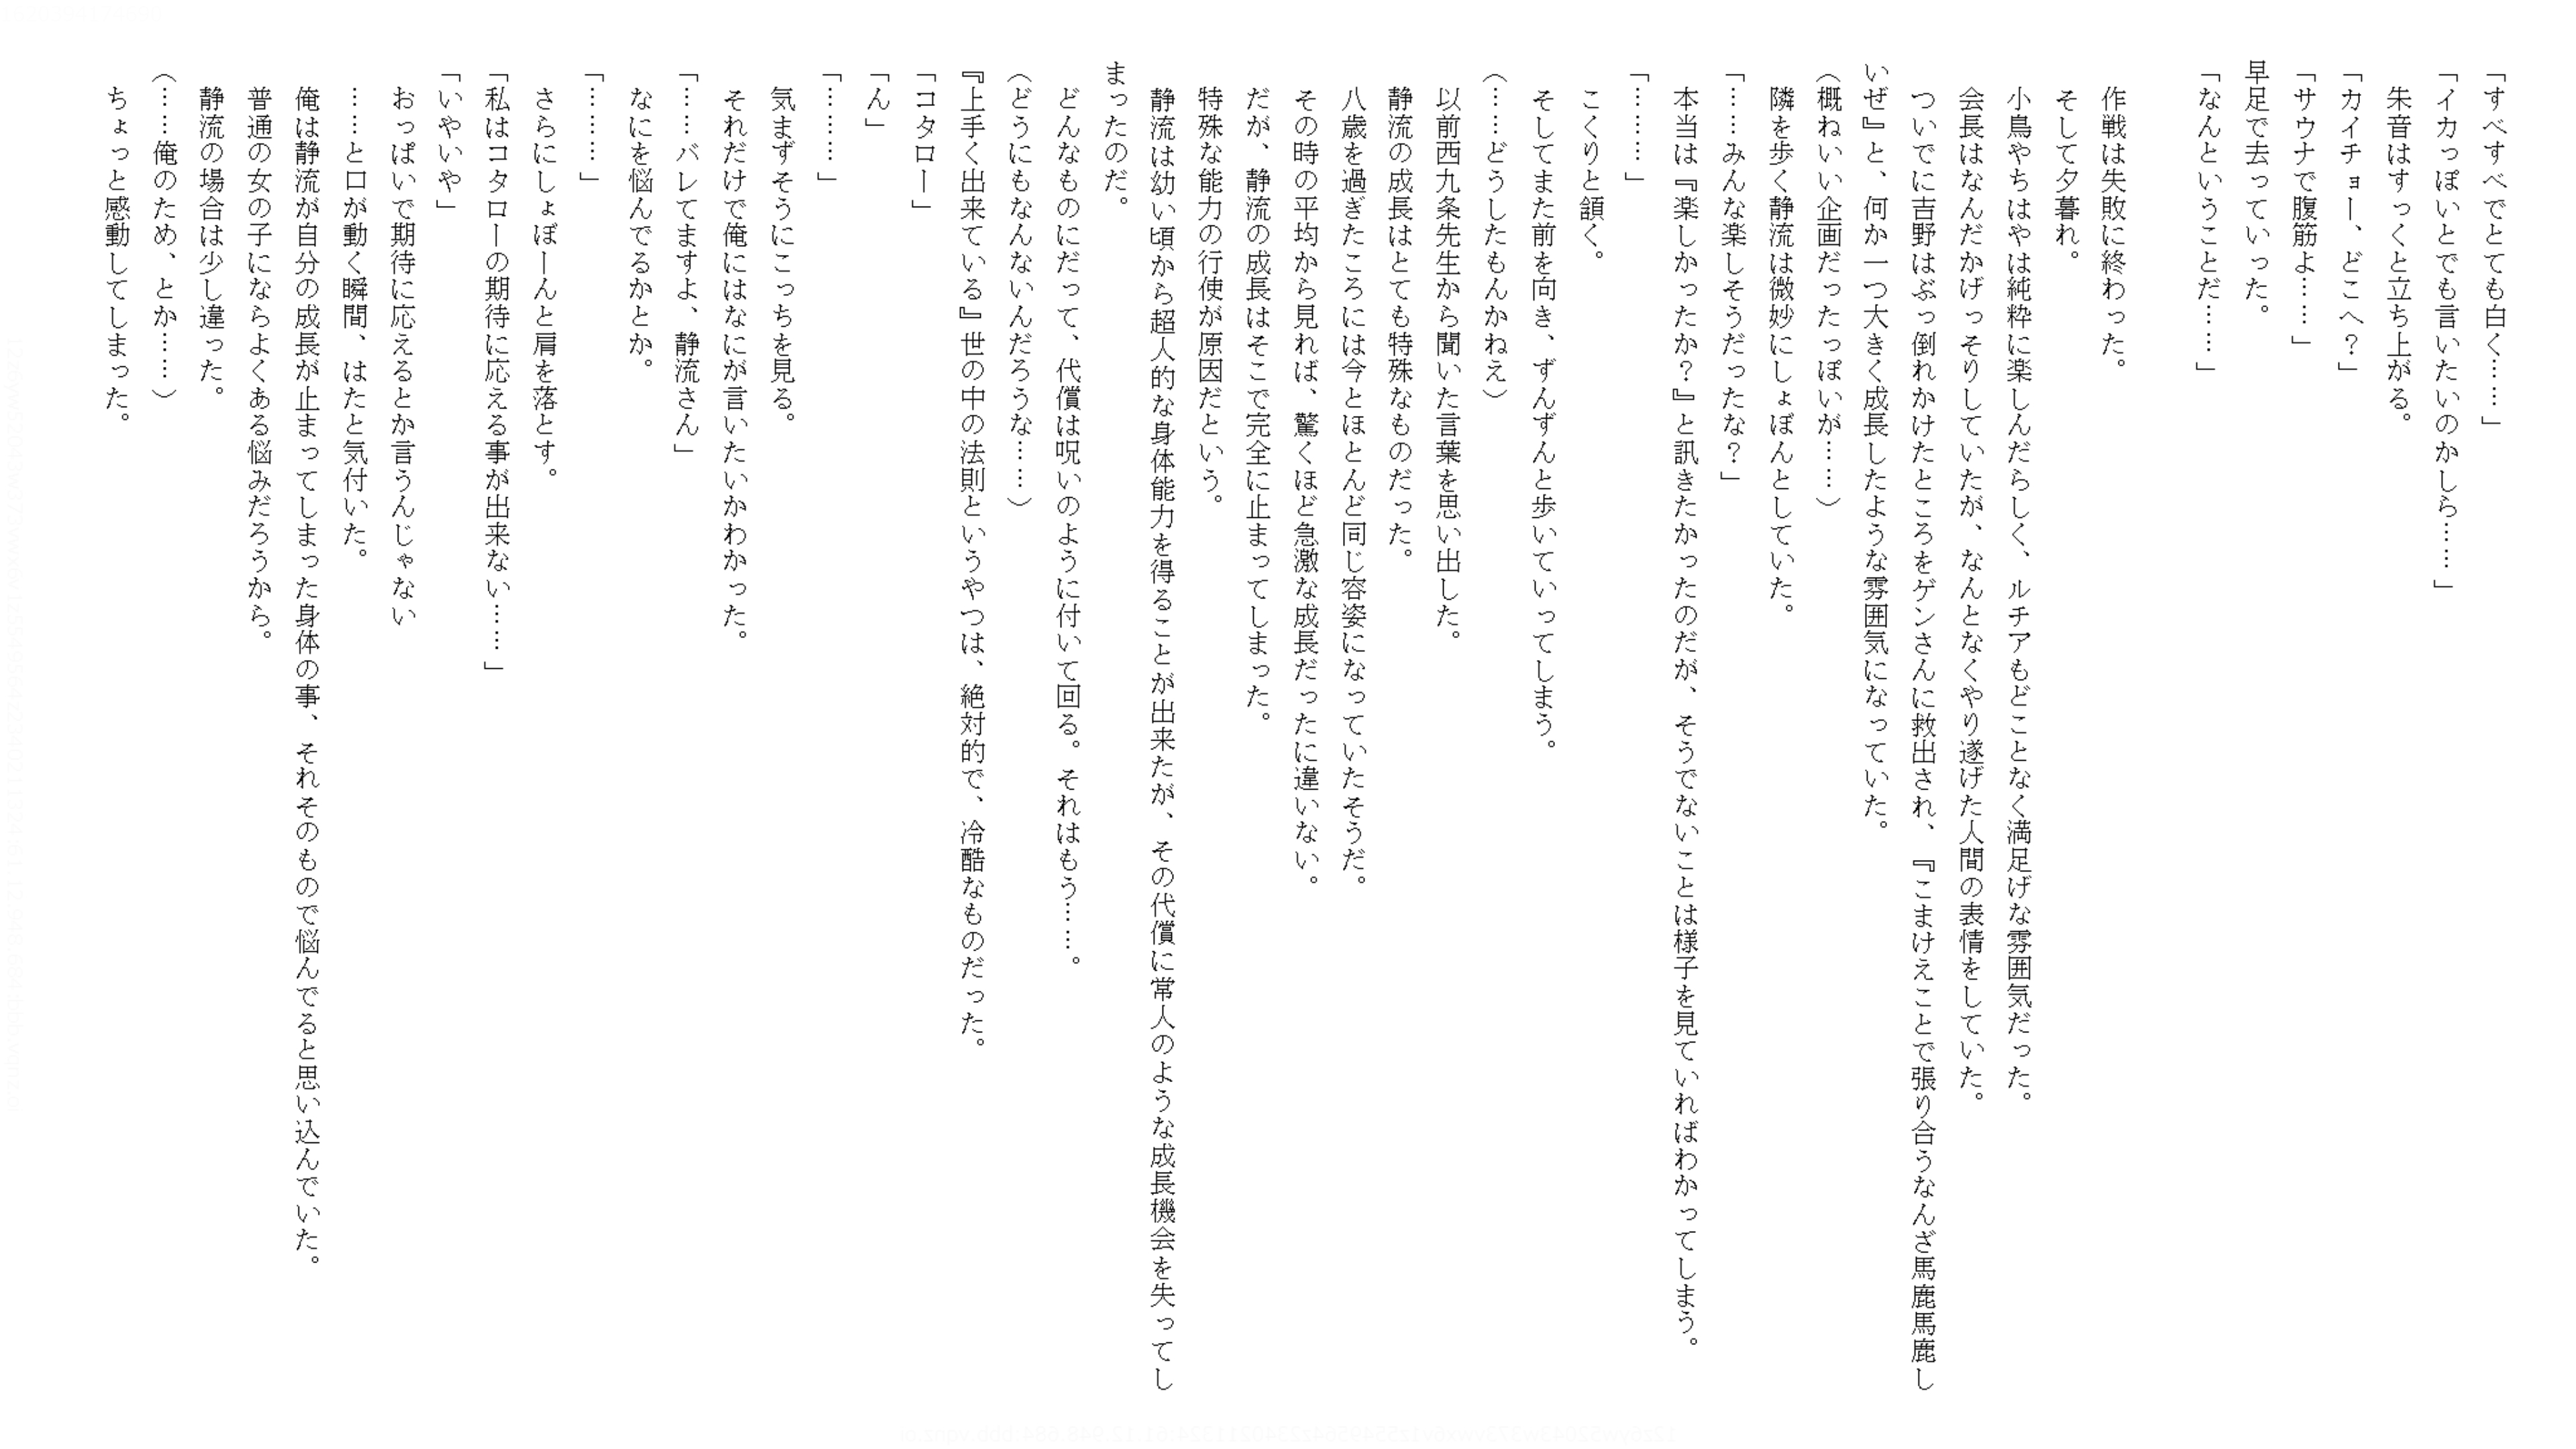 「すべすべでとても白く……」
「イカっぽいとでも言いたいのかしら……」
朱音はすっくと立ち上がる。
「カイチョー、どこへ？」
「サウナで腹筋よ……」
早足で去っていった。
「なんということだ……」
作戦は失敗に終わった。
そして夕暮れ。
小鳥やちはやは純粋に楽しんだらしく、ルチアもどことなく満足げな雰囲気だった。
会長はなんだかげっそりしていたが、なんとなくやり遂げた人間の表情をしていた。
ついでに吉野はぶっ倒れかけたところをゲンさんに救出され、『こまけえことで張り合うなんざ馬鹿馬鹿し
いぜ』と、何か一つ大きく成長したような雰囲気になっていた。
（概ねいい企画だったっぽいが……）
隣を歩く静流は微妙にしょぼんとしていた。
「……みんな楽しそうだったな？」
本当は『楽しかったか？』と訊きたかったのだが、そうでないことは様子を見ていればわかってしまう。
「………」
こくりと頷く。
そしてまた前を向き、ずんずんと歩いていってしまう。
（……どうしたもんかねえ）
以前西九条先生から聞いた言葉を思い出した。
静流の成長はとても特殊なものだった。
八歳を過ぎたころには今とほとんど同じ容姿になっていたそうだ。
その時の平均から見れば、驚くほど急激な成長だったに違いない。
だが、静流の成長はそこで完全に止まってしまった。
特殊な能力の行使が原因だという。
静流は幼い頃から超人的な身体能力を得ることが出来たが、その代償に常人のような成長機会を失ってし
まったのだ。
どんなものにだって、代償は呪いのように付いて回る。それはもう……。
（どうにもなんないんだろうな……）
『上手く出来ている』世の中の法則というやつは、絶対的で、冷酷なものだった。
「コタロー」
「ん」
「………」
気まずそうにこっちを見る。
それだけで俺にはなにが言いたいかわかった。
「……バレてますよ、静流さん」
なにを悩んでるかとか。
「………」
さらにしょぼーんと肩を落とす。
「私はコタローの期待に応える事が出来ない……」
「いやいや」
おっぱいで期待に応えるとか言うんじゃない
……と口が動く瞬間、はたと気付いた。
俺は静流が自分の成長が止まってしまった身体の事、それそのもので悩んでると思い込んでいた。
普通の女の子にならよくある悩みだろうから。
静流の場合は少し違った。
（……俺のため、とか……）
ちょっと感動してしまった。